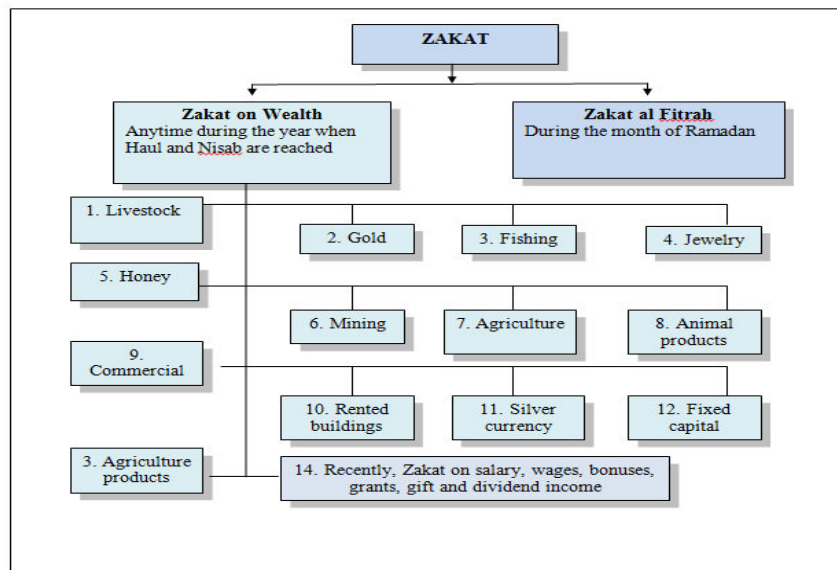 ZAKAT
Zakat on Wealth
Anytime during the year when
Haul and Nisab are reached
Zakat al Fitrah
During the month of Ramadan
1. Livestock
2. Gold
3. Fishing
4. Jewelry
5. Honey
6. Mining
7. Agriculture
8. Animal
products
9.
Commercial
10. Rented
buildings
11. Silver
currency
12. Fixed
capital
3. Agriculture
products
14. Recently, Zakat on salary, wages, bonuses,
grants, gift and dividend income